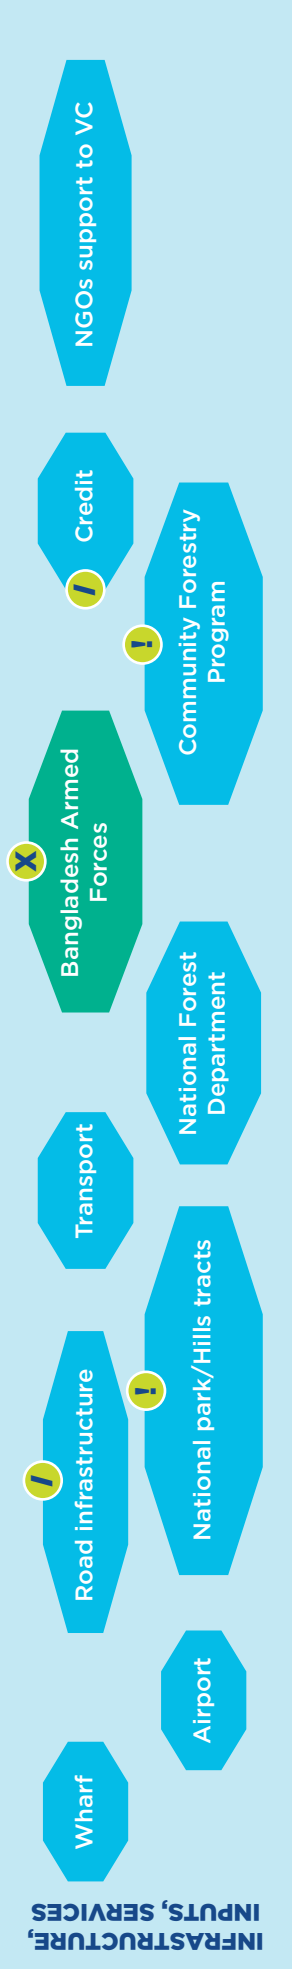 INFRASTRUCTURE,
INPUTS, SERVICES
Wharf
Road infrastructure
/
Transport
Bangladesh Armed
Forces
X
Credit
/
NGOs support to VC
Airport
National park/Hills tracts
!
National Forest
Department
Community Forestry
Program
!